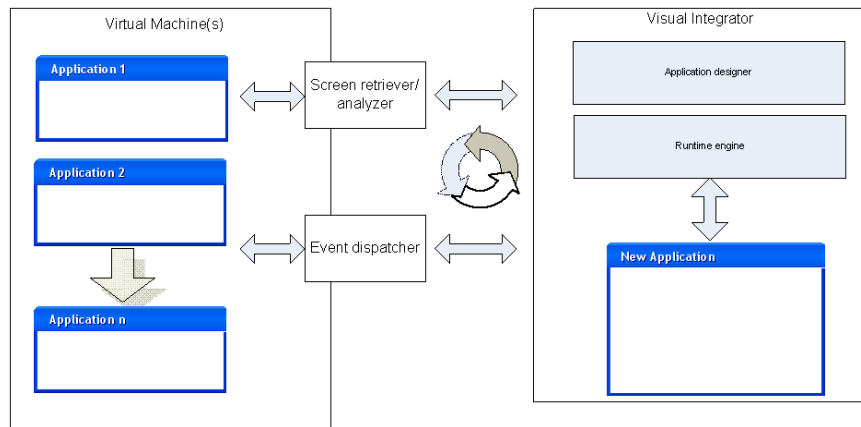 Virtual Machine(s)
Application 1
Application 2
Application n
Screen retriever/
analyzer
Event dispatcher
Visual Integrator
Application designer
Runtime engine
New Application